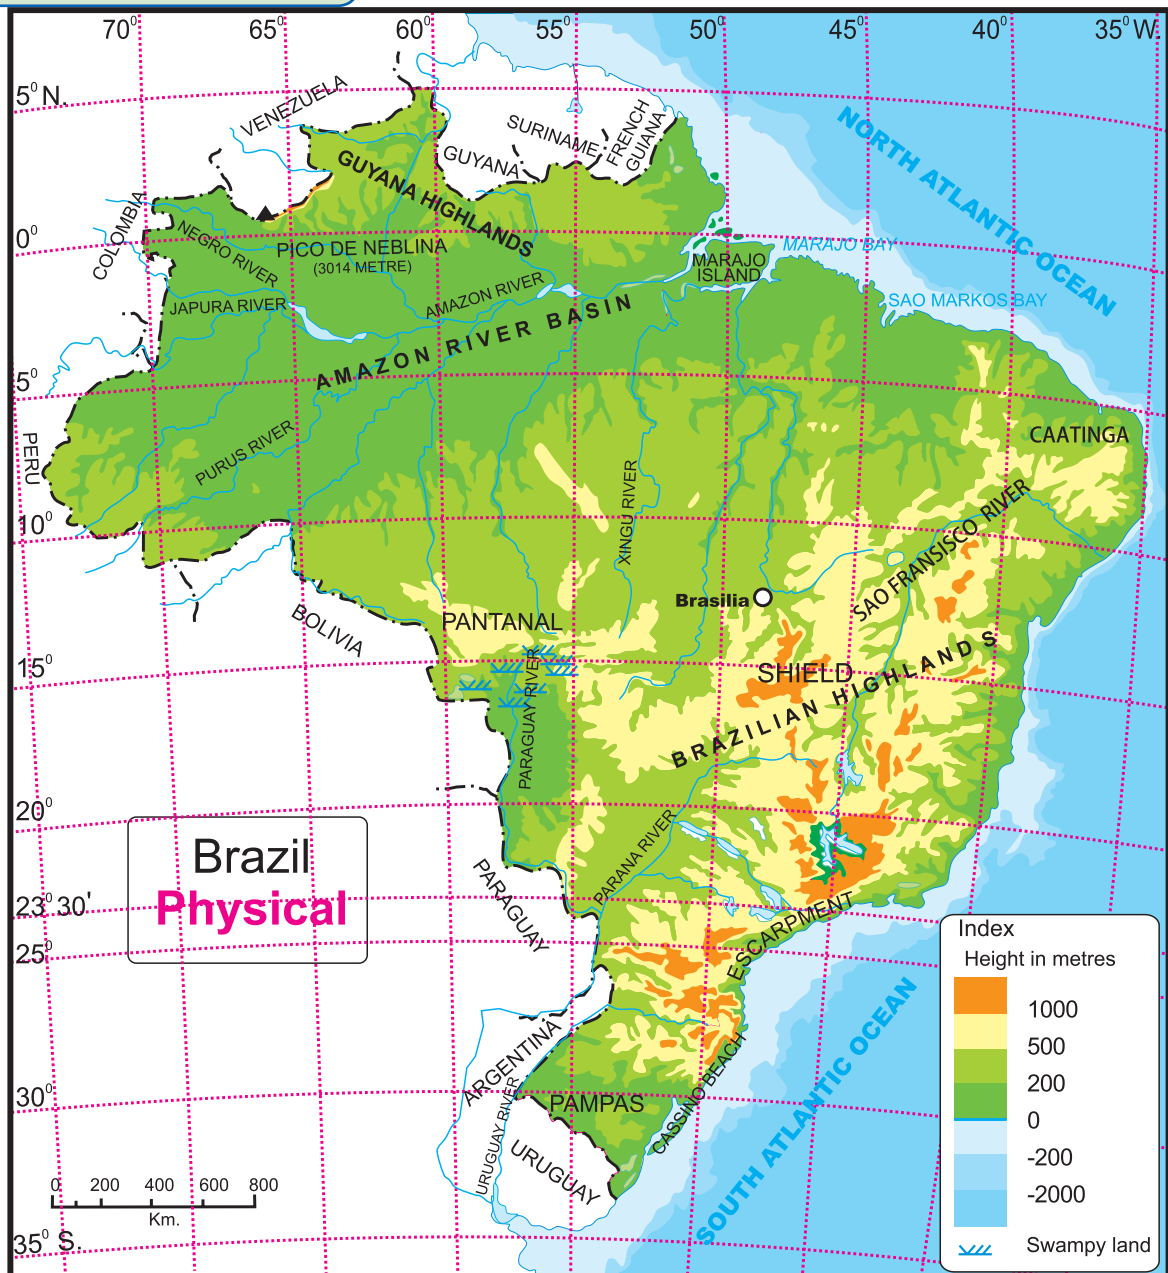 70° 65° 60° 55° 50° 45° 40° 35° W.
5° N.
VENEZUELA
SURINAME
FRENCH
GUIANA
GUYANA
NORTH ATLANTIC OCEAN
GUYANA HIGHLANDS
COLOMBIA
0°
NEGRO RIVER
PICO DE NEBLINA
(3014 METRE)
MARAJO BAY
MARAJO
ISLAND
JAPURA RIVER
AMAZON RIVER
SAO MARKOS BAY
AMAZON RIVER BASIN
5°
PERU
PURUS RIVER
CAATINGA
XINGU RIVER
SAO FRANSISCO RIVER
10°
Brasilia
BOLIVIA
PANTANAL
15°
SHIELD
PARAGUAY RIVER
BRAZILIAN HIGHLANDS
20°
Brazil
Physical
PARANA RIVER
PARAGUAY
23° 30'
ESCARPMENT
25°
ARGENTINA
CASSINO BEACH
SOUTH ATLANTIC OCEAN
30°
PAMPAS
URUGUAY RIVER
URUGUAY
0 200 400 600 800
Km.
35° S.
Index
Height in metres
1000
500
200
0
-200
-2000
Swampy land